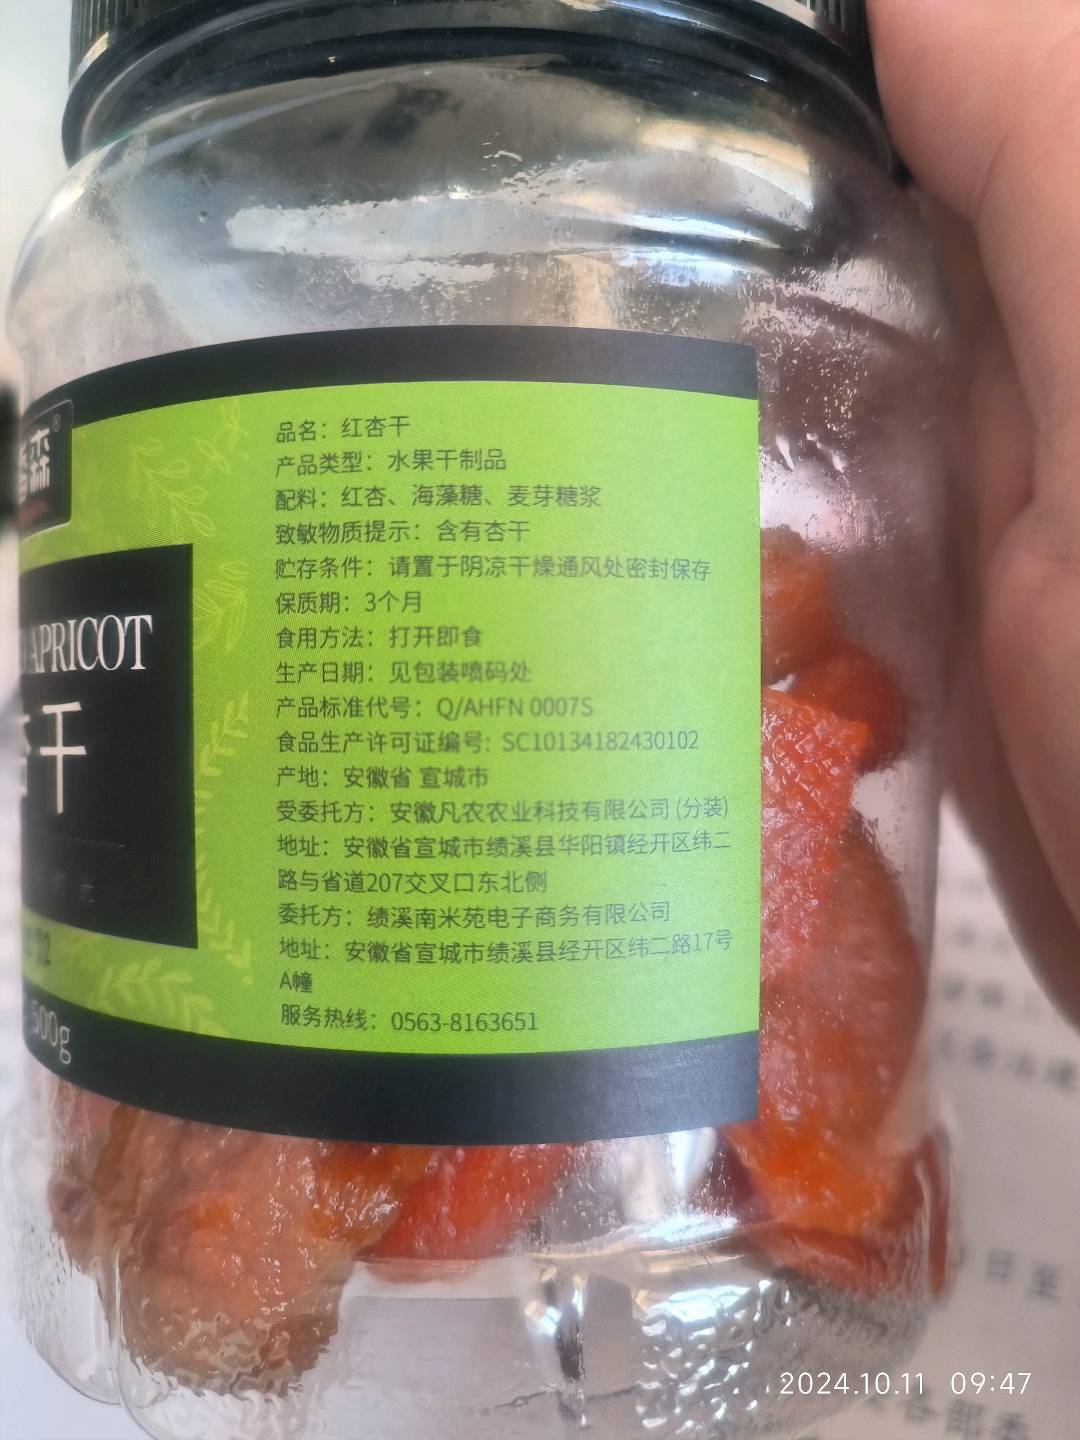 森®
APRICOT
干
500g
品名：红杏干
产品类型：水果干制品
配料：红杏、海藻糖、麦芽糖浆
致敏物质提示：含有杏干
贮存条件：请置于阴凉干燥通风处密封保存
保质期：3个月
食用方法：打开即食
生产日期：见包装喷码处
产品标准代号：Q/AHFN 0007S
食品生产许可证编号：SC10134182430102
产地：安徽省 宣城市
受委托方：安徽凡农农业科技有限公司(分装)
地址：安徽省宣城市绩溪县华阳镇经开区纬二
路与省道207交叉口东北侧
委托方：绩溪南米苑电子商务有限公司
地址：安徽省宣城市绩溪县经开区纬二路17号
A幢
服务热线：0563-8163651
2024.10.11 09:47